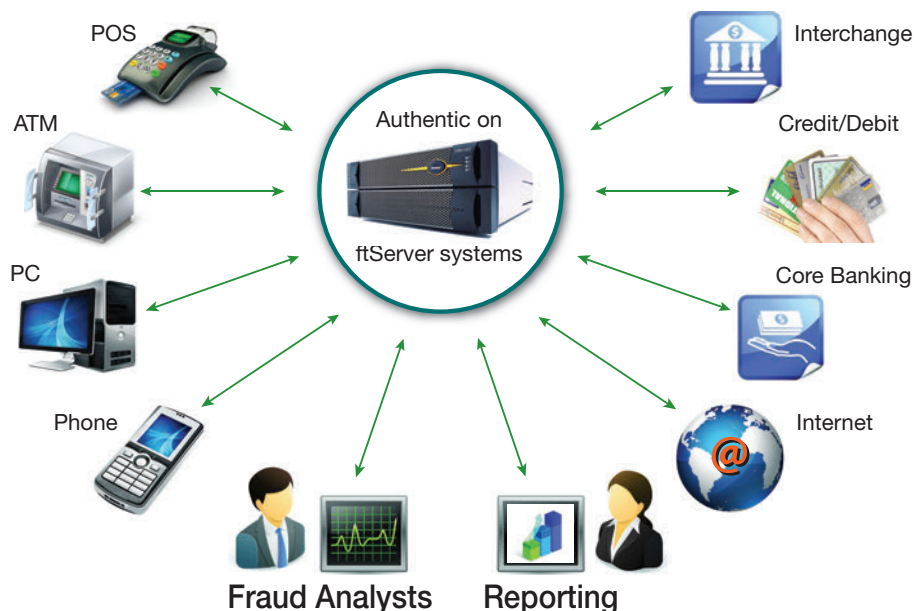 POS
Interchange
ATM
Authentic on
Credit/Debit
ftServer systems
PC
Core Banking
Phone
Internet
@
Fraud Analysts
Reporting